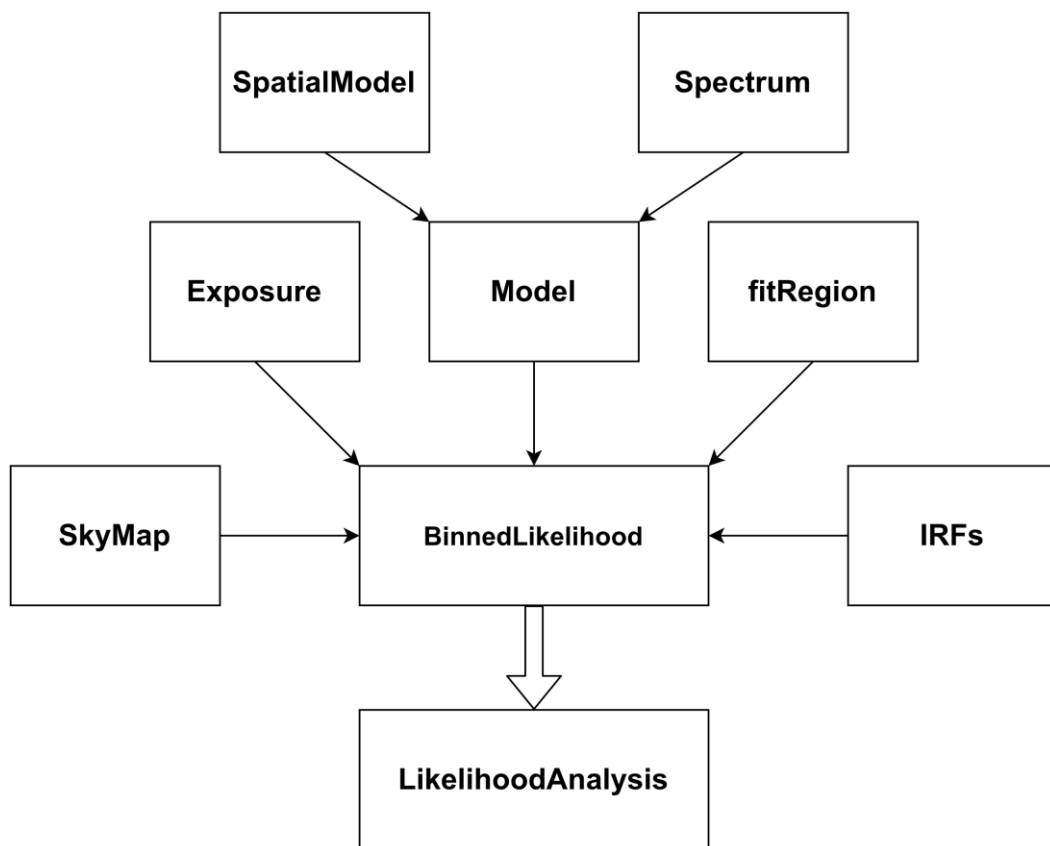 SpatialModel
Spectrum
Exposure
Model
fitRegion
SkyMap
BinnedLikelihood
IRFs
LikelihoodAnalysis